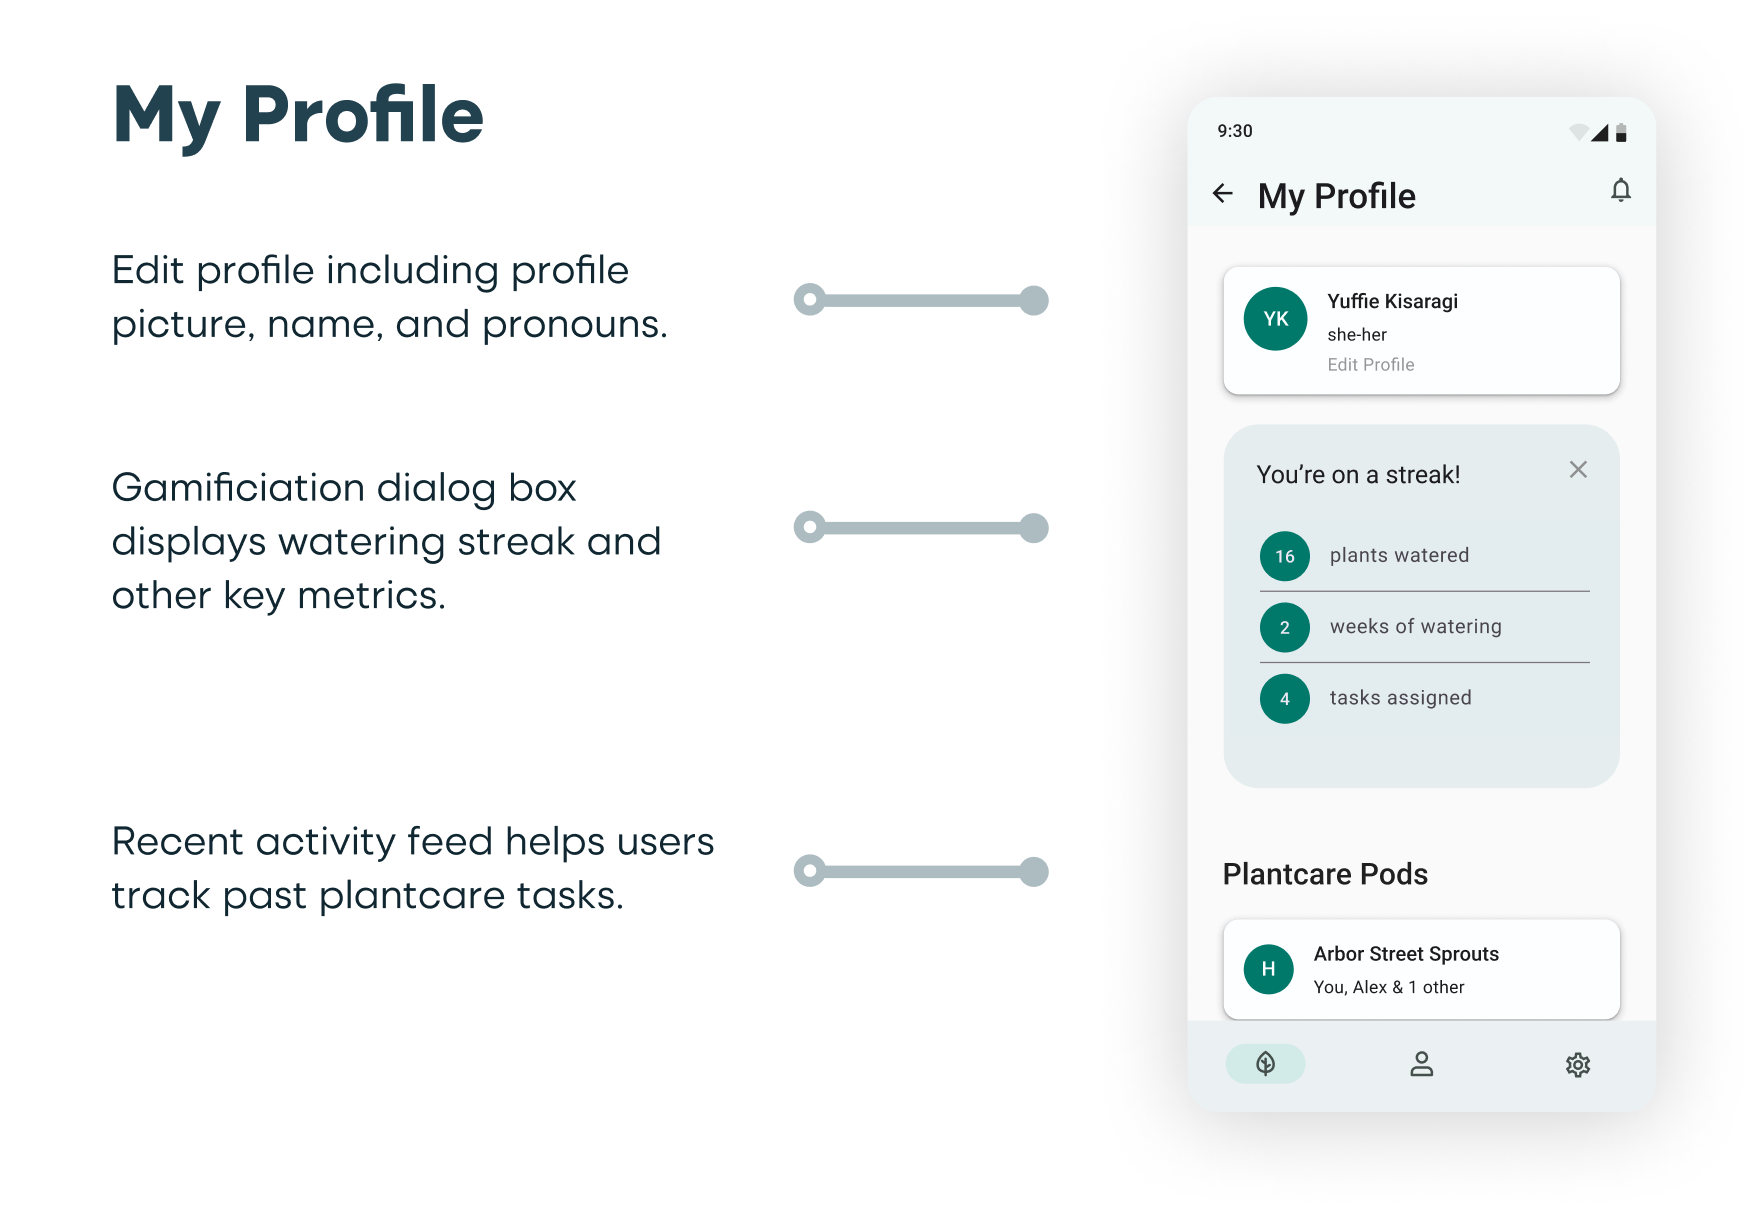 My Profile
Edit profile including profile
picture, name, and pronouns.
Gamificiation dialog box
displays watering streak and
other key metrics.
Recent activity feed helps users
track past plantcare tasks.
9:30
My Profile
YK
Yuffie Kisaragi
she-her
Edit Profile
You’re on a streak!
16 plants watered
2 weeks of watering
4 tasks assigned
Plantcare Pods
H
Arbor Street Sprouts
You, Alex & 1 other